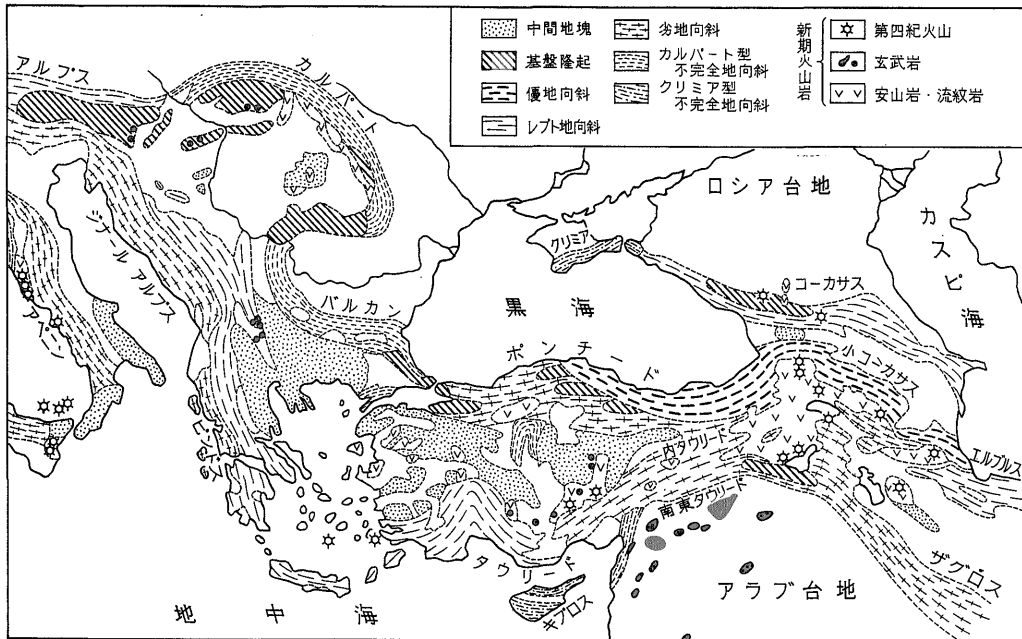 中間地塊
基盤隆起
優地向斜
レプト地向斜
劣地向斜
カルパート型
不完全地向斜
クリミア型
不完全地向斜
新期火山岩
第四紀火山
玄武岩
安山岩・流紋岩
アルプス
カルパート
ロシア台地
カスピ海
クリミア
コーカサス
ジナルアルプス
バルカン
黒海
ポンチード
小コーカサス
アペニン
内タウリード
エルブルス
南東タウリード
タウリード
キプロス
ザグロス
アラブ台地
地中海